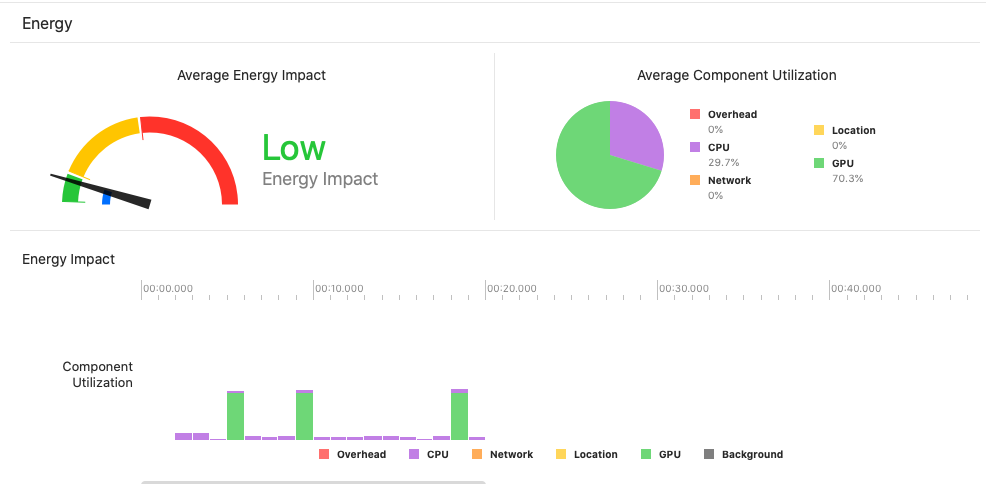 Energy
Average Energy Impact
Low
Energy Impact
Average Component Utilization
Overhead
0%
CPU
29.7%
Network
0%
Location
0%
GPU
70.3%
Energy Impact
00:00.000 00:10.000 00:20.000 00:30.000 00:40.000
Component
Utilization
Overhead CPU Network Location GPU Background